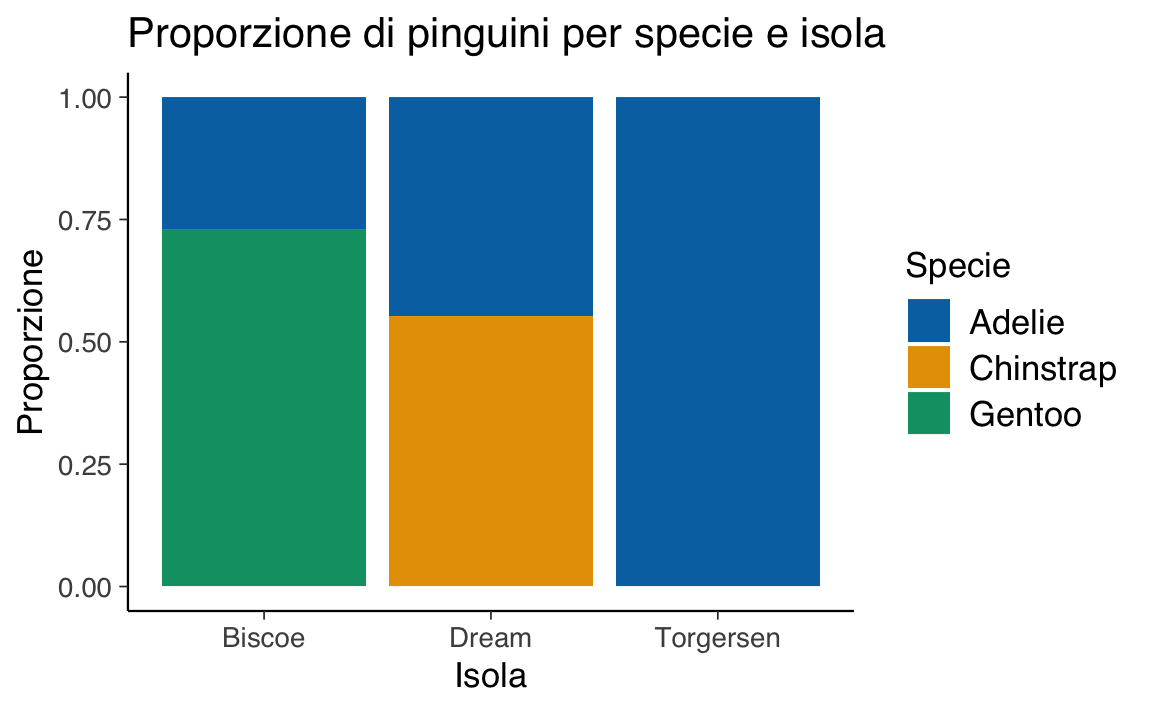 Proporzione di pinguini per specie e isola
1.00
0.75
0.50
0.25
0.00
Proporzione
Biscoe
Dream
Torgersen
Isola
Specie
Adelie
Chinstrap
Gentoo